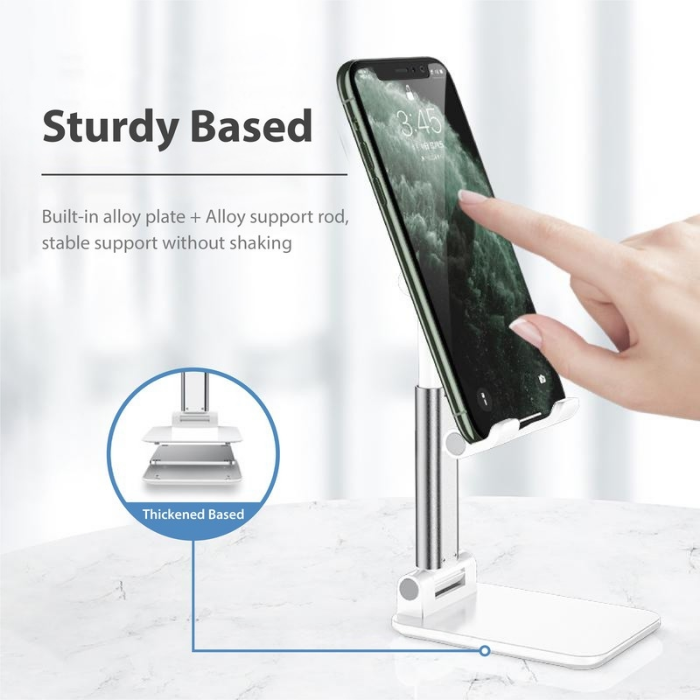 Sturdy Based
Built-in alloy plate + Alloy support rod,
stable support without shaking
3:45
Thickened Based